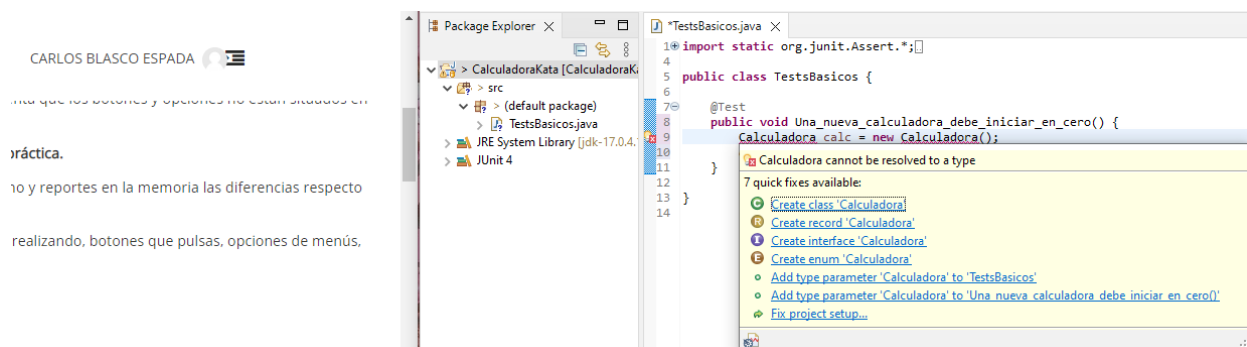 CARLOS BLASCO ESPADA
práctica.
no y reportes en la memoria las diferencias respecto
realizando, botones que pulsas, opciones de menús,
Package Explorer
> CalculadoraKata [CalculadoraKa
> src
> (default package)
TestsBasicos.java
JRE System Library [jdk-17.0.4.
JUnit 4
*TestsBasicos.java
1 import static org.junit.Assert.*;
4
5 public class TestsBasicos {
6
7 @Test
8 public void Una_nueva_calculadora_debe_iniciar_en_cero() {
9 Calculadora calc = new Calculadora();
10
11 }
12
13 }
14
Calculadora cannot be resolved to a type
7 quick fixes available:
Create class 'Calculadora'
Create record 'Calculadora'
Create interface 'Calculadora'
Create enum 'Calculadora'
Add type parameter 'Calculadora' to 'TestsBasicos'
Add type parameter 'Calculadora' to 'Una_nueva_calculadora_debe_iniciar_en_cero()'
Fix project setup...